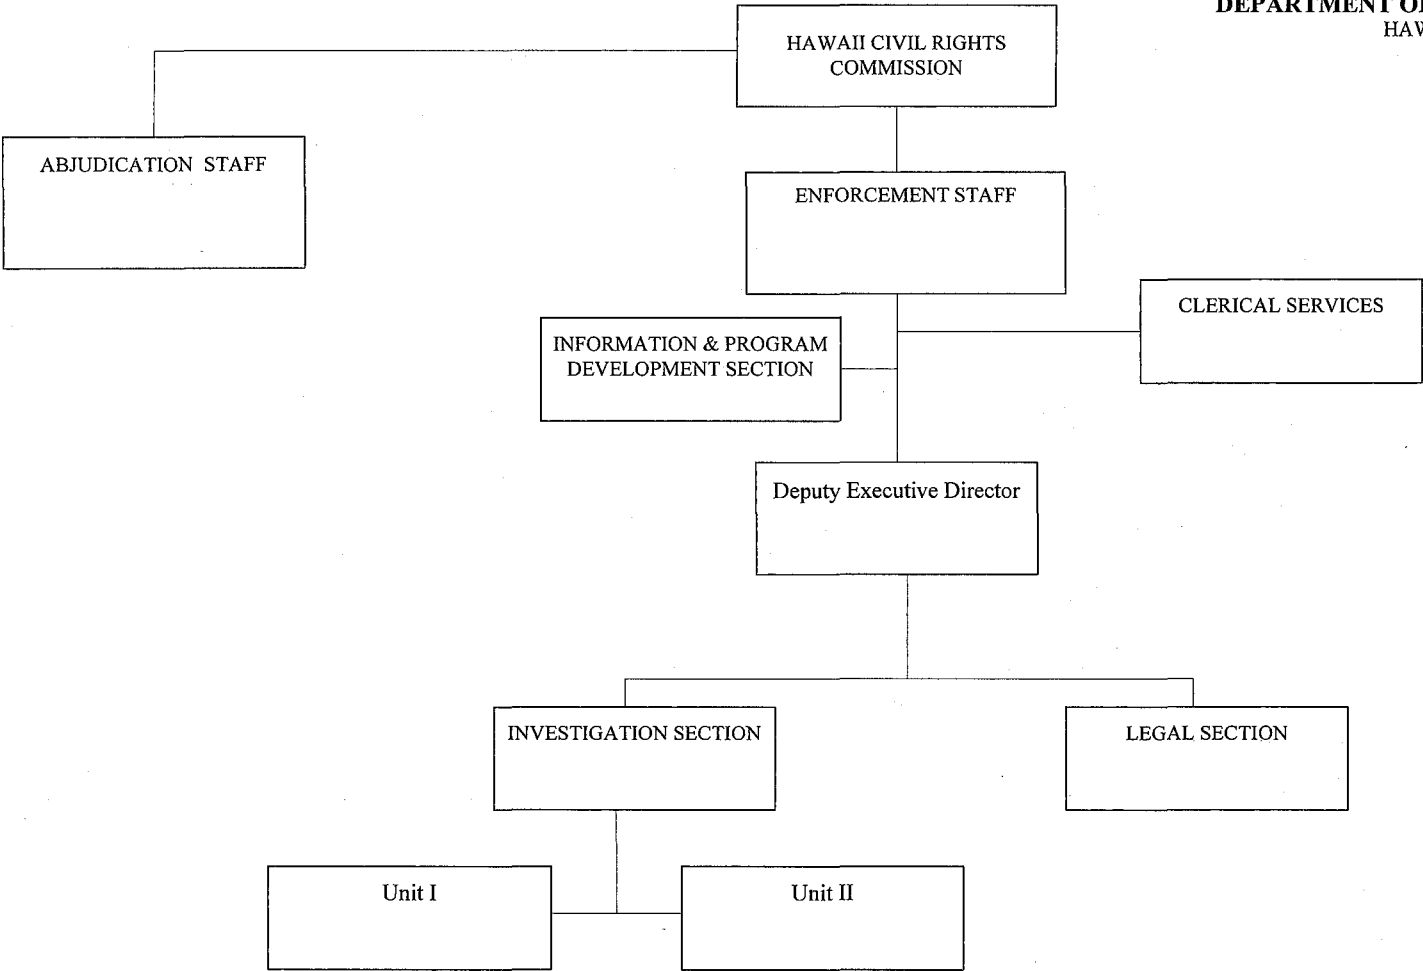 DEPARTMENT
HAWAII CIVIL RIGHTS
COMMISSION
ABJUDICATION STAFF
ENFORCEMENT STAFF
CLERICAL SERVICES
INFORMATION & PROGRAM
DEVELOPMENT SECTION
Deputy Executive Director
INVESTIGATION SECTION
LEGAL SECTION
Unit I
Unit II